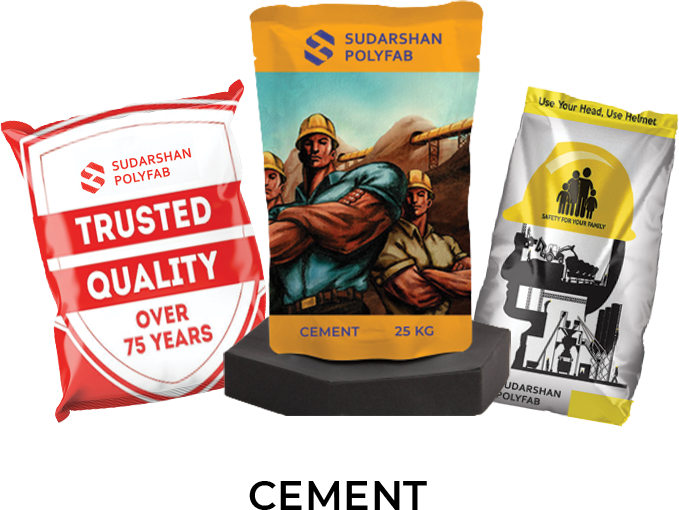 SUDARSHAN
POLYFAB
TRUSTED
QUALITY
OVER
75 YEARS
SUDARSHAN
POLYFAB
CEMENT 25 KG
Use Your Head, Use Helmet
SAFETY FOR YOUR FAMILY
SUDARSHAN
POLYFAB
CEMENT